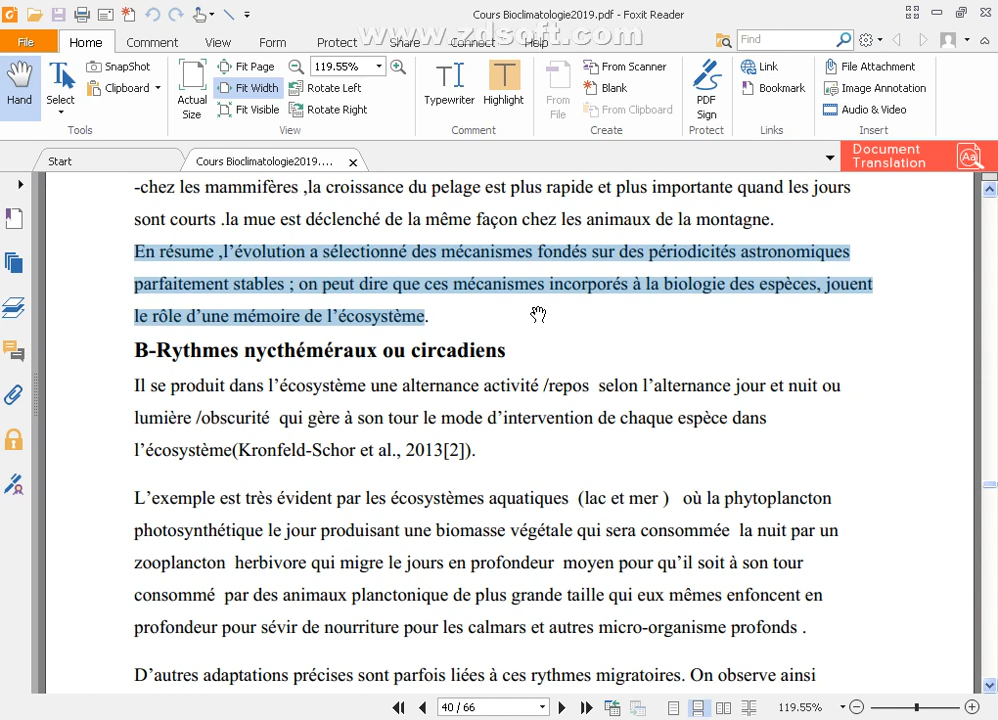 Cours Bioclimatologie2019.pdf - Foxit Reader
File Home Comment View Form Protect Share Connect Help Find
www.zdsoft.com
Hand Select SnapShot Clipboard Actual Size Fit Page Fit Width Fit Visible 119.55% Rotate Left Rotate Right Typewriter Highlight From File From Scanner Blank From Clipboard PDF Sign Link Bookmark File Attachment Image Annotation Audio & Video
Tools View Comment Create Protect Links Insert
Start Cours Bioclimatologie2019.... Document Translation
-chez les mammifères ,la croissance du pelage est plus rapide et plus importante quand les jours
sont courts .la mue est déclenché de la même façon chez les animaux de la montagne.
En résume ,l’évolution a sélectionné des mécanismes fondés sur des périodicités astronomiques
parfaitement stables ; on peut dire que ces mécanismes incorporés à la biologie des espèces, jouent
le rôle d’une mémoire de l’écosystème.
B-Rythmes nycthéméraux ou circadiens
Il se produit dans l’écosystème une alternance activité /repos selon l’alternance jour et nuit ou
lumière /obscurité qui gère à son tour le mode d’intervention de chaque espèce dans
l’écosystème(Kronfeld-Schor et al., 2013[2]).
L’exemple est très évident par les écosystèmes aquatiques (lac et mer ) où la phytoplancton
photosynthétique le jour produisant une biomasse végétale qui sera consommée la nuit par un
zooplancton herbivore qui migre le jours en profondeur moyen pour qu’il soit à son tour
consommé par des animaux planctonique de plus grande taille qui eux mêmes enfoncent en
profondeur pour sévir de nourriture pour les calmars et autres micro-organisme profonds .
D’autres adaptations précises sont parfois liées à ces rythmes migratoires. On observe ainsi
40 / 66 119.55%